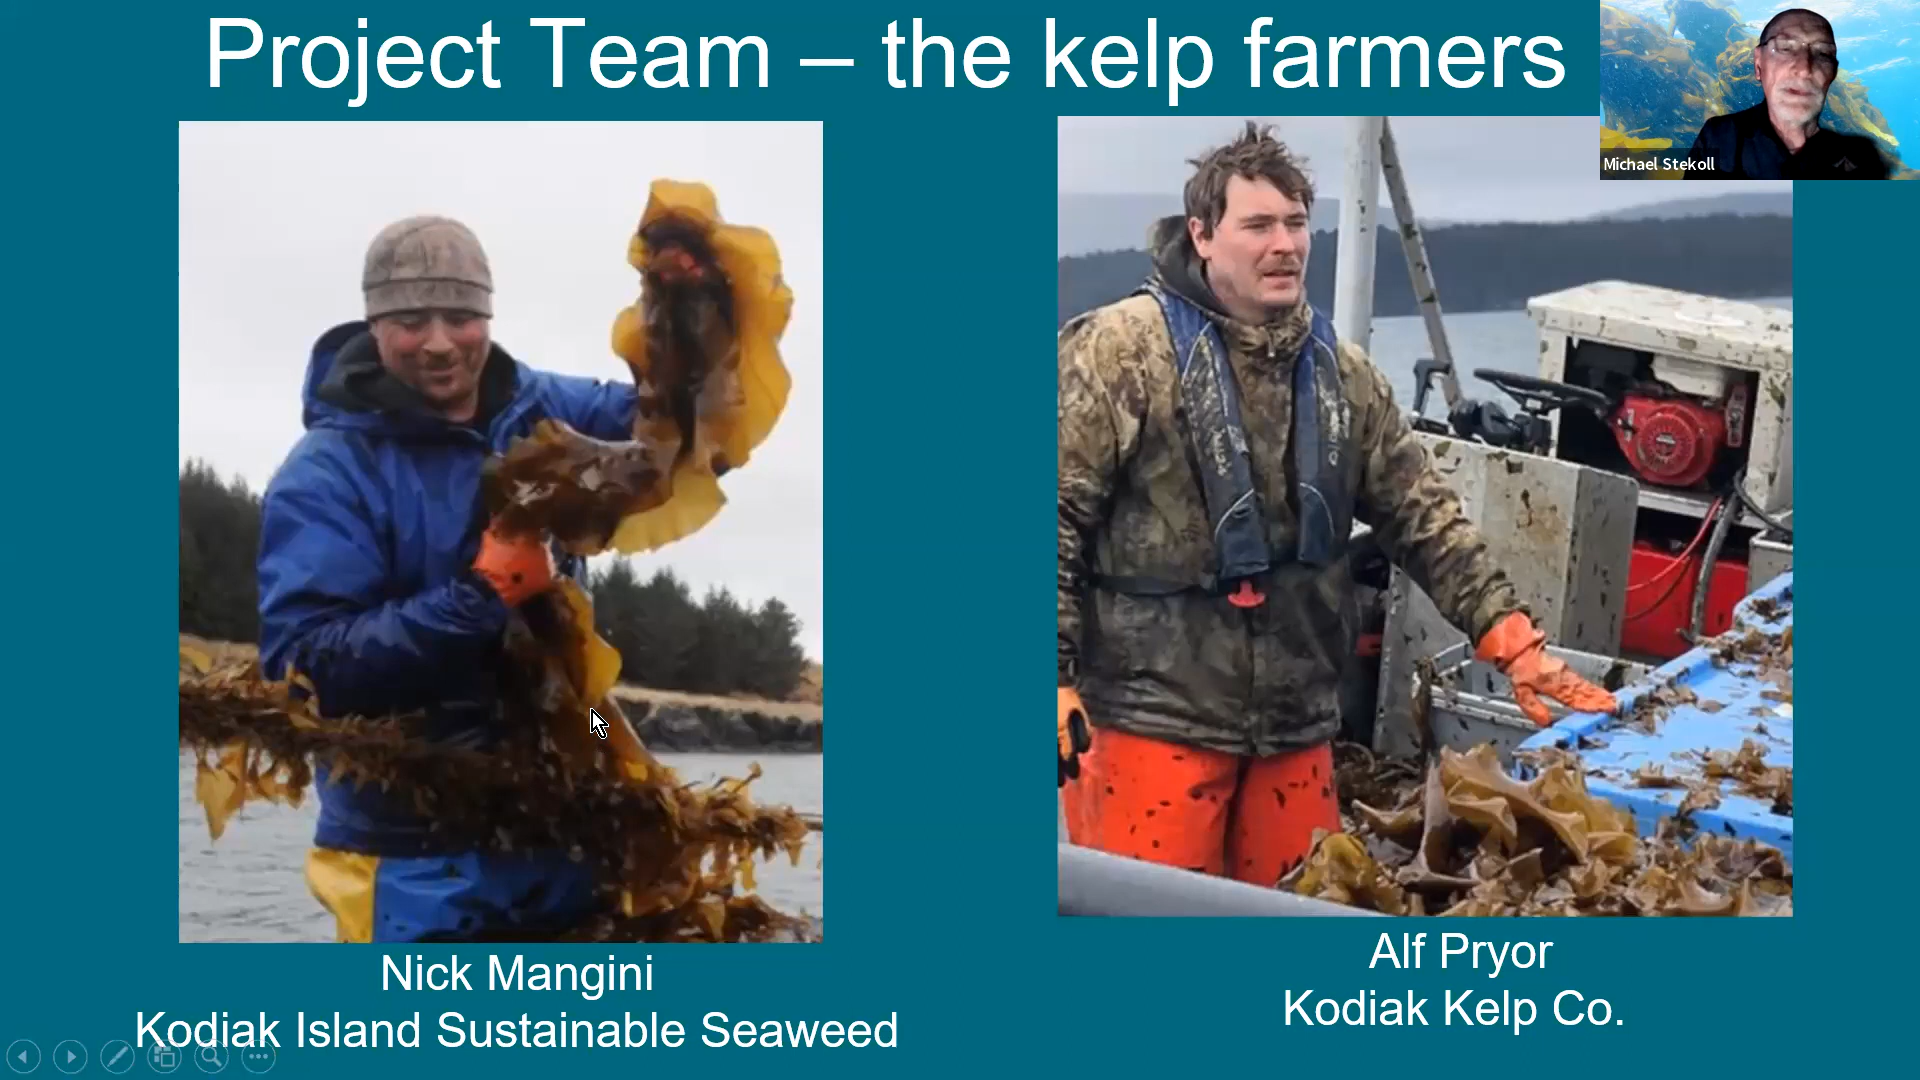 Project Team – the kelp farmers
Michael Stekoll
Nick Mangini
Kodiak Island Sustainable Seaweed
Alf Pryor
Kodiak Kelp Co.